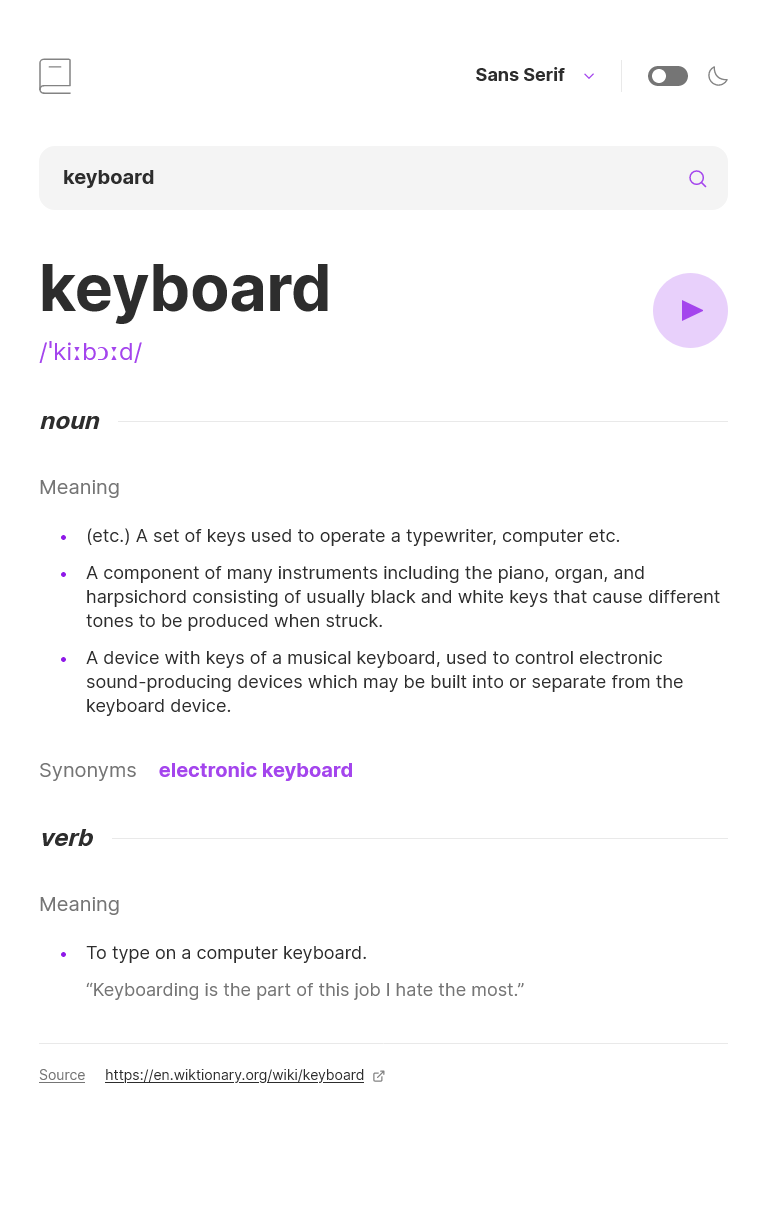 Sans Serif
keyboard
keyboard
/ˈkiːbɔːd/
noun
Meaning
(etc.) A set of keys used to operate a typewriter, computer etc.
A component of many instruments including the piano, organ, and
harpsichord consisting of usually black and white keys that cause different
tones to be produced when struck.
A device with keys of a musical keyboard, used to control electronic
sound-producing devices which may be built into or separate from the
keyboard device.
Synonyms electronic keyboard
verb
Meaning
To type on a computer keyboard.
“Keyboarding is the part of this job I hate the most.”
Source https://en.wiktionary.org/wiki/keyboard